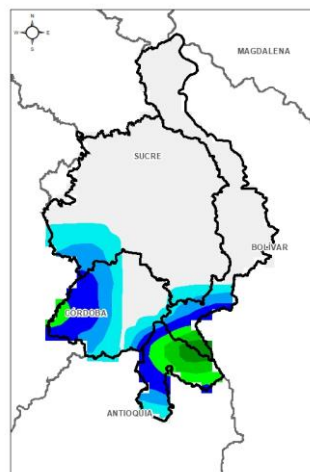 N
W E
S
MAGDALENA
SUCRE
BOLIVAR
CÓRDOBA
ANTIOQUIA